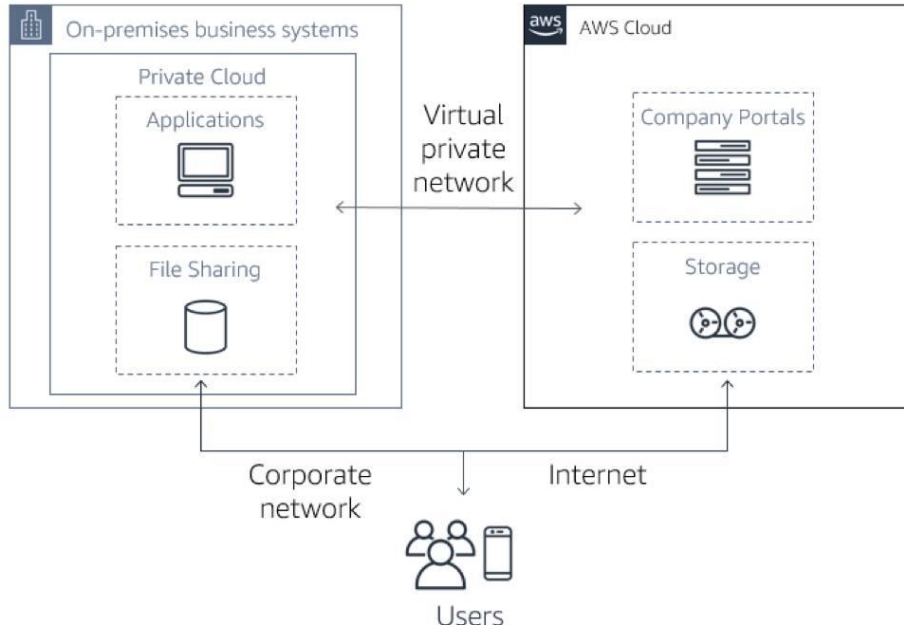 On-premises business systems
Private Cloud
Applications
File Sharing
Virtual
private
network
aws
AWS Cloud
Company Portals
Storage
Corporate
network
Internet
Users